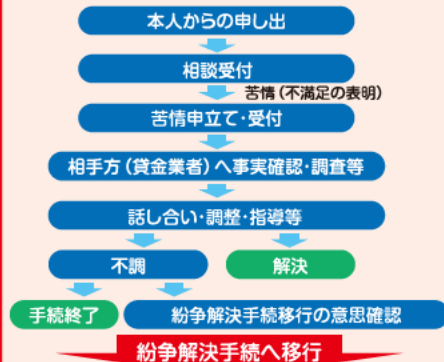 本人からの申し出
相談受付
苦情（不満足の表明）
苦情申立て・受付
相手方（貸金業者）へ事実確認・調査等
話し合い・調整・指導等
不調
解決
手続終了
紛争解決手続移行の意思確認
紛争解決手続へ移行